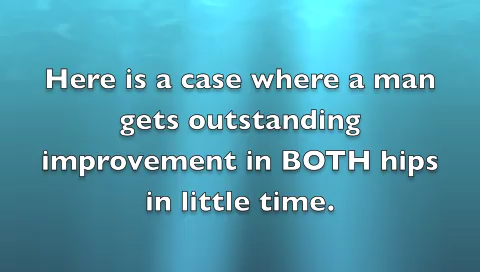 Here is a case where a man
gets outstanding
improvement in BOTH hips
in little time.